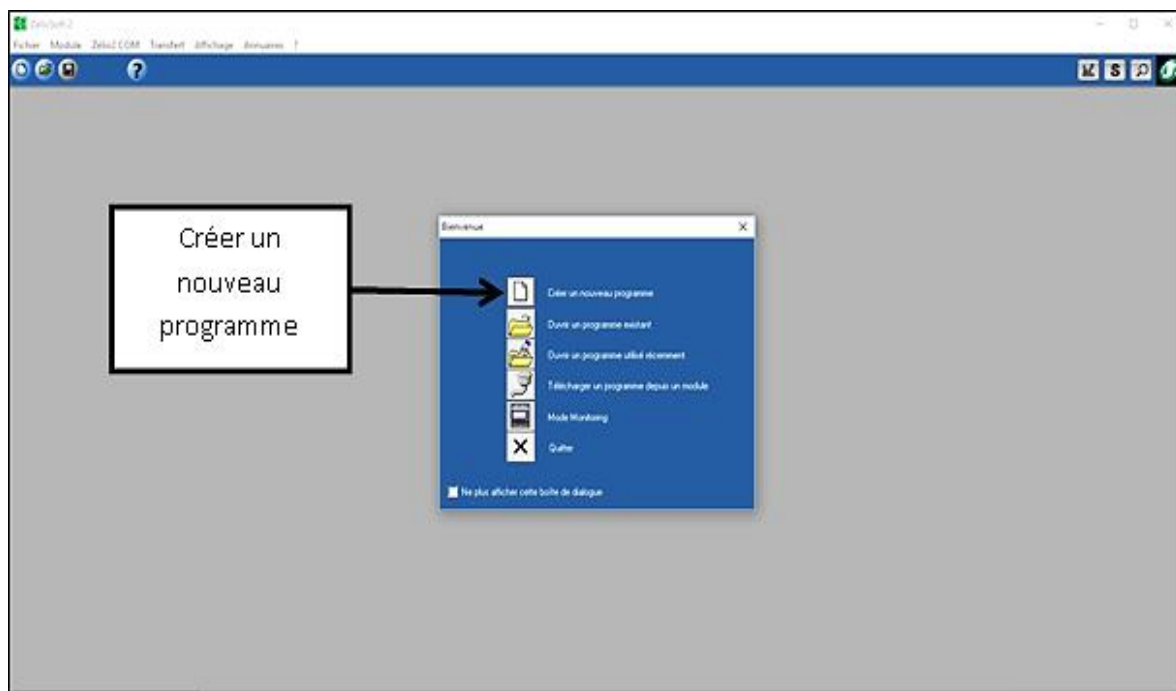 ZelioSoft 2
Fichier Module Zélio2 COM Transfert Affichage Annuaires ?
S
Créer un
nouveau
programme
Bienvenue
Créer un nouveau programme
Ouvrir un programme existant
Ouvrir un programme utilisé récemment
Télécharger un programme depuis un module
Mode Monitoring
Quitter
Ne plus afficher cette boîte de dialogue